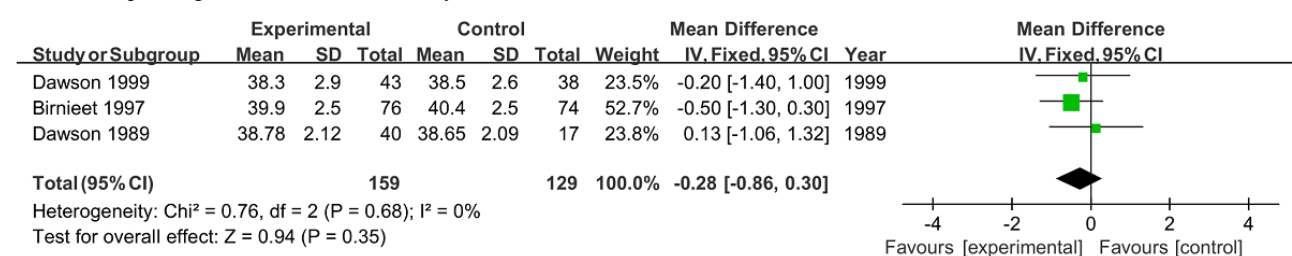 Experimental Control Mean Difference Mean Difference
Study or Subgroup Mean SD Total Mean SD Total Weight IV, Fixed, 95% CI Year IV, Fixed, 95% CI
Dawson 1999 38.3 2.9 43 38.5 2.6 38 23.5% -0.20 [-1.40, 1.00] 1999
Birnieet 1997 39.9 2.5 76 40.4 2.5 74 52.7% -0.50 [-1.30, 0.30] 1997
Dawson 1989 38.78 2.12 40 38.65 2.09 17 23.8% 0.13 [-1.06, 1.32] 1989
Total (95% CI) 159 129 100.0% -0.28 [-0.86, 0.30]
Heterogeneity: Chi² = 0.76, df = 2 (P = 0.68); I² = 0%
Test for overall effect: Z = 0.94 (P = 0.35)
-4 -2 0 2 4
Favours [experimental] Favours [control]